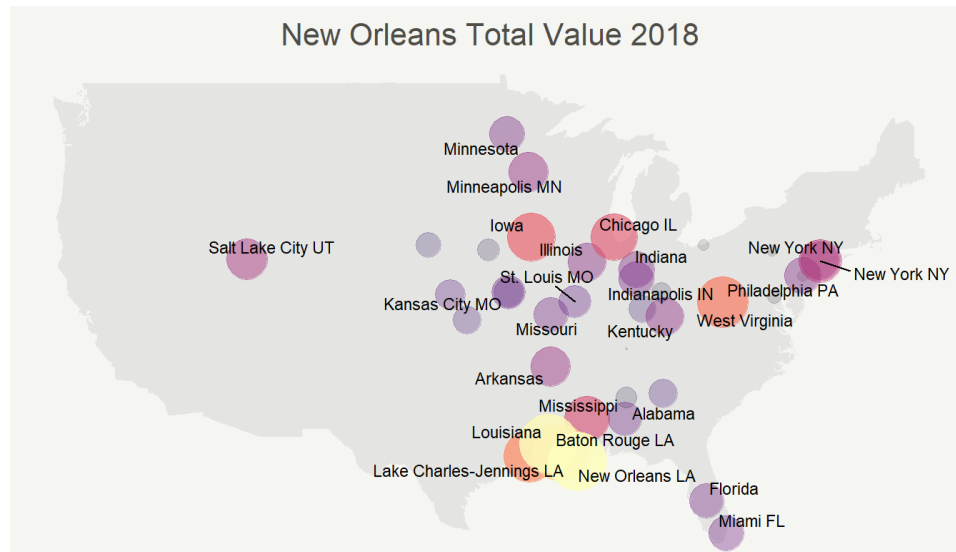 New Orleans Total Value 2018
Minnesota
Minneapolis MN
Iowa
Chicago IL
Salt Lake City UT
Illinois
Indiana
New York NY
New York NY
St. Louis MO
Kansas City MO
Indianapolis IN
Philadelphia PA
Missouri
Kentucky
West Virginia
Arkansas
Mississippi
Alabama
Louisiana
Baton Rouge LA
Lake Charles-Jennings LA
New Orleans LA
Florida
Miami FL